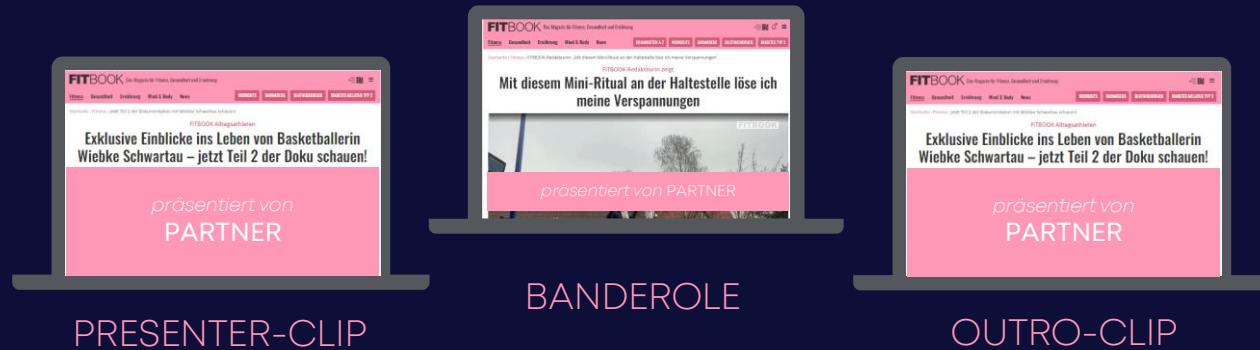 FITBOOK Das Magazin für Fitness, Gesundheit und Ernährung
Fitness Gesundheit Ernährung Mind & Body News
FITBOOK Alltagsathleten
Exklusive Einblicke ins Leben von Basketballerin
Wiebke Schwartau – jetzt Teil 2 der Doku schauen!
präsentiert von
PARTNER
PRESENTER-CLIP
FITBOOK Das Magazin für Fitness, Gesundheit und Ernährung
Fitness Gesundheit Ernährung Mind & Body News
FITBOOK-Redakteurin zeigt
Mit diesem Mini-Ritual an der Haltestelle löse ich
meine Verspannungen
FITBOOK
präsentiert von PARTNER
BANDEROLE
FITBOOK Das Magazin für Fitness, Gesundheit und Ernährung
Fitness Gesundheit Ernährung Mind & Body News
FITBOOK Alltagsathleten
Exklusive Einblicke ins Leben von Basketballerin
Wiebke Schwartau – jetzt Teil 2 der Doku schauen!
präsentiert von
PARTNER
OUTRO-CLIP